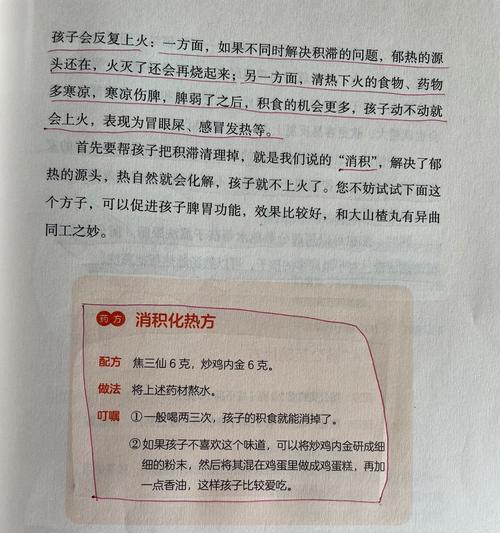 孩子会反复上火：一方面，如果不同时解决积滞的问题，郁热的源
头还在，火灭了还会再烧起来；另一方面，清热下火的食物、药物
多寒凉，寒凉伤脾，脾弱了之后，积食的机会更多，孩子动不动就
会上火，表现为冒眼屎、感冒发热等。
首先要帮孩子把积滞清理掉，就是我们说的“消积”，解决了郁
热的源头，热自然就会化解，孩子就不上火了。您不妨试试下面这
个方子，可以促进孩子脾胃功能，效果比较好，和大山楂丸有异曲
同工之妙。
药方 消积化热方
配方 焦三仙6克，炒鸡内金6克。
做法 将上述药材熬水。
叮嘱 ①一般喝两三次，孩子的积食就能消掉了。
②如果孩子不喜欢这个味道，可以将炒鸡内金研成细
细的粉末，然后将其混在鸡蛋里做成鸡蛋糕，再加
一点香油，这样孩子比较爱吃。